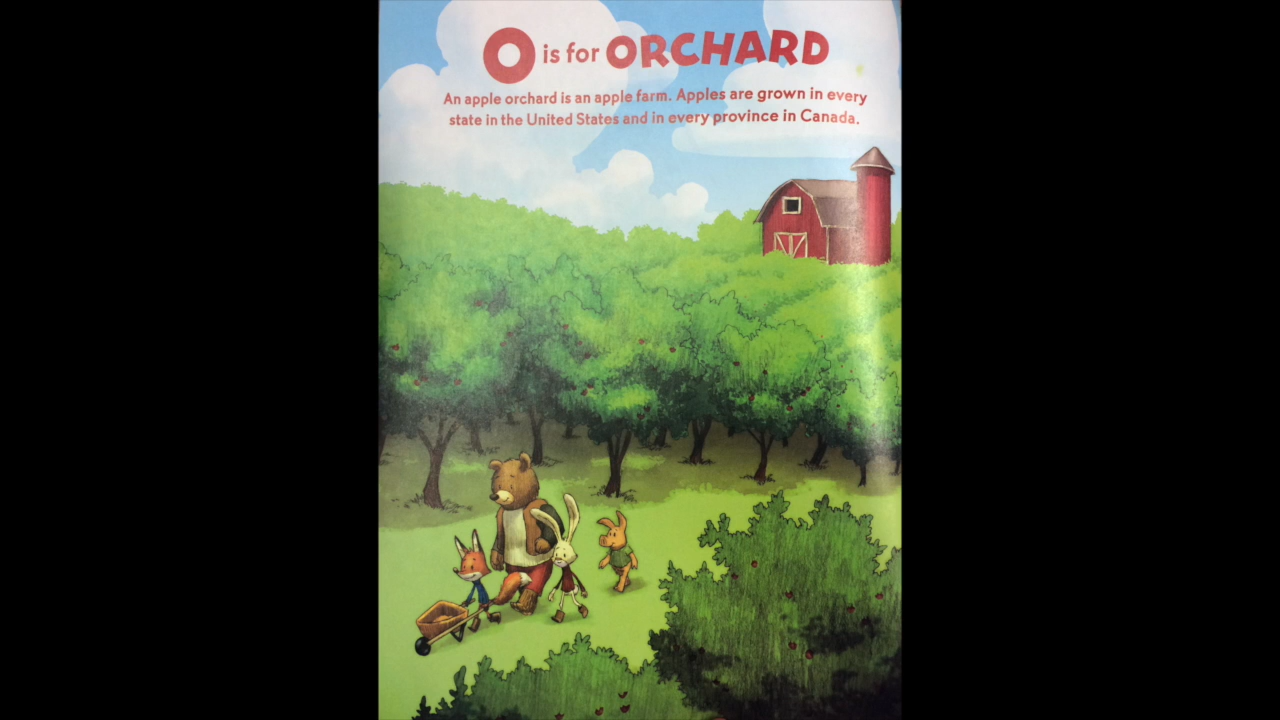 O is for ORCHARD
An apple orchard is an apple farm. Apples are grown in every
state in the United States and in every province in Canada.